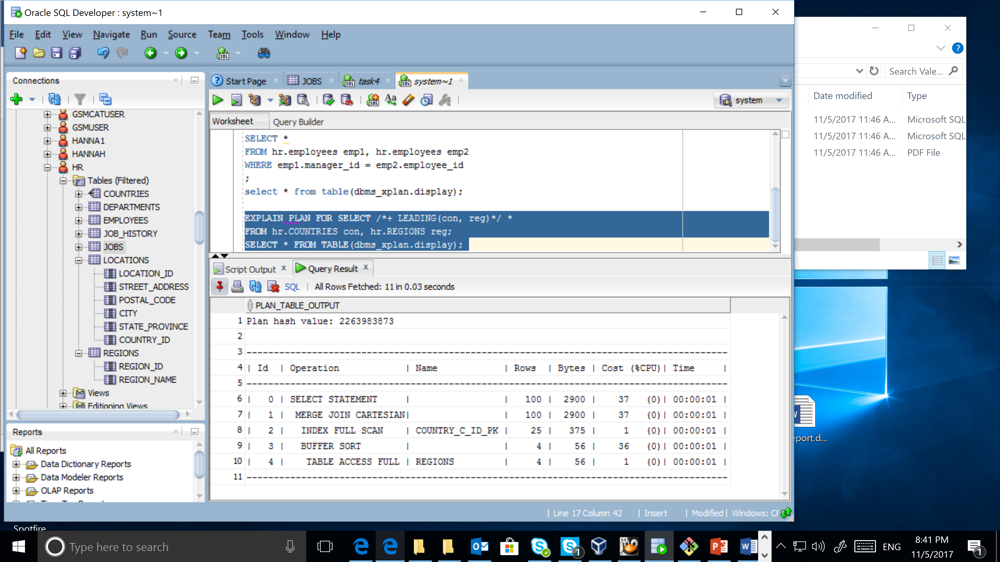 Oracle SQL Developer : system~1
File Edit View Navigate Run Source Team Tools Window Help
Connections
GSMCATUSER
GSMUSER
HANNA1
HANNAH
HR
Tables (Filtered)
COUNTRIES
DEPARTMENTS
EMPLOYEES
JOB_HISTORY
JOBS
LOCATIONS
LOCATION_ID
STREET_ADDRESS
POSTAL_CODE
CITY
STATE_PROVINCE
COUNTRY_ID
REGIONS
REGION_ID
REGION_NAME
Views
Editioning Views
Reports
All Reports
Data Dictionary Reports
Data Modeler Reports
OLAP Reports
Start Page JOBS task4 system~1
system
Worksheet Query Builder
SELECT *
FROM hr.employees emp1, hr.employees emp2
WHERE emp1.manager_id = emp2.employee_id
;
select * from table(dbms_xplan.display);
EXPLAIN PLAN FOR SELECT /*+ LEADING(con, reg)*/ *
FROM hr.COUNTRIES con, hr.REGIONS reg;
SELECT * FROM TABLE(dbms_xplan.display);
Script Output Query Result
SQL | All Rows Fetched: 11 in 0.03 seconds
PLAN_TABLE_OUTPUT
1 Plan hash value: 2263983873
2
3 ----------------------------------------------------------------------------------------
4 | Id | Operation | Name | Rows | Bytes | Cost (%CPU)| Time |
5 ----------------------------------------------------------------------------------------
6 | 0 | SELECT STATEMENT | | 100 | 2900 | 37 (0)| 00:00:01 |
7 | 1 | MERGE JOIN CARTESIAN| | 100 | 2900 | 37 (0)| 00:00:01 |
8 | 2 | INDEX FULL SCAN | COUNTRY_C_ID_PK | 25 | 375 | 1 (0)| 00:00:01 |
9 | 3 | BUFFER SORT | | 4 | 56 | 36 (0)| 00:00:01 |
10 | 4 | TABLE ACCESS FULL | REGIONS | 4 | 56 | 1 (0)| 00:00:01 |
11 ----------------------------------------------------------------------------------------
| Line 17 Column 42 | Insert | Modified | Windows: CR
Search Vale...
Date modified Type
11/5/2017 11:46 A... Microsoft SQL
11/5/2017 11:46 A... Microsoft SQL
11/5/2017 11:46 A... PDF File
eport.d...
Spotfire
Type here to search
64
1
ENG
8:41 PM
11/5/2017
1